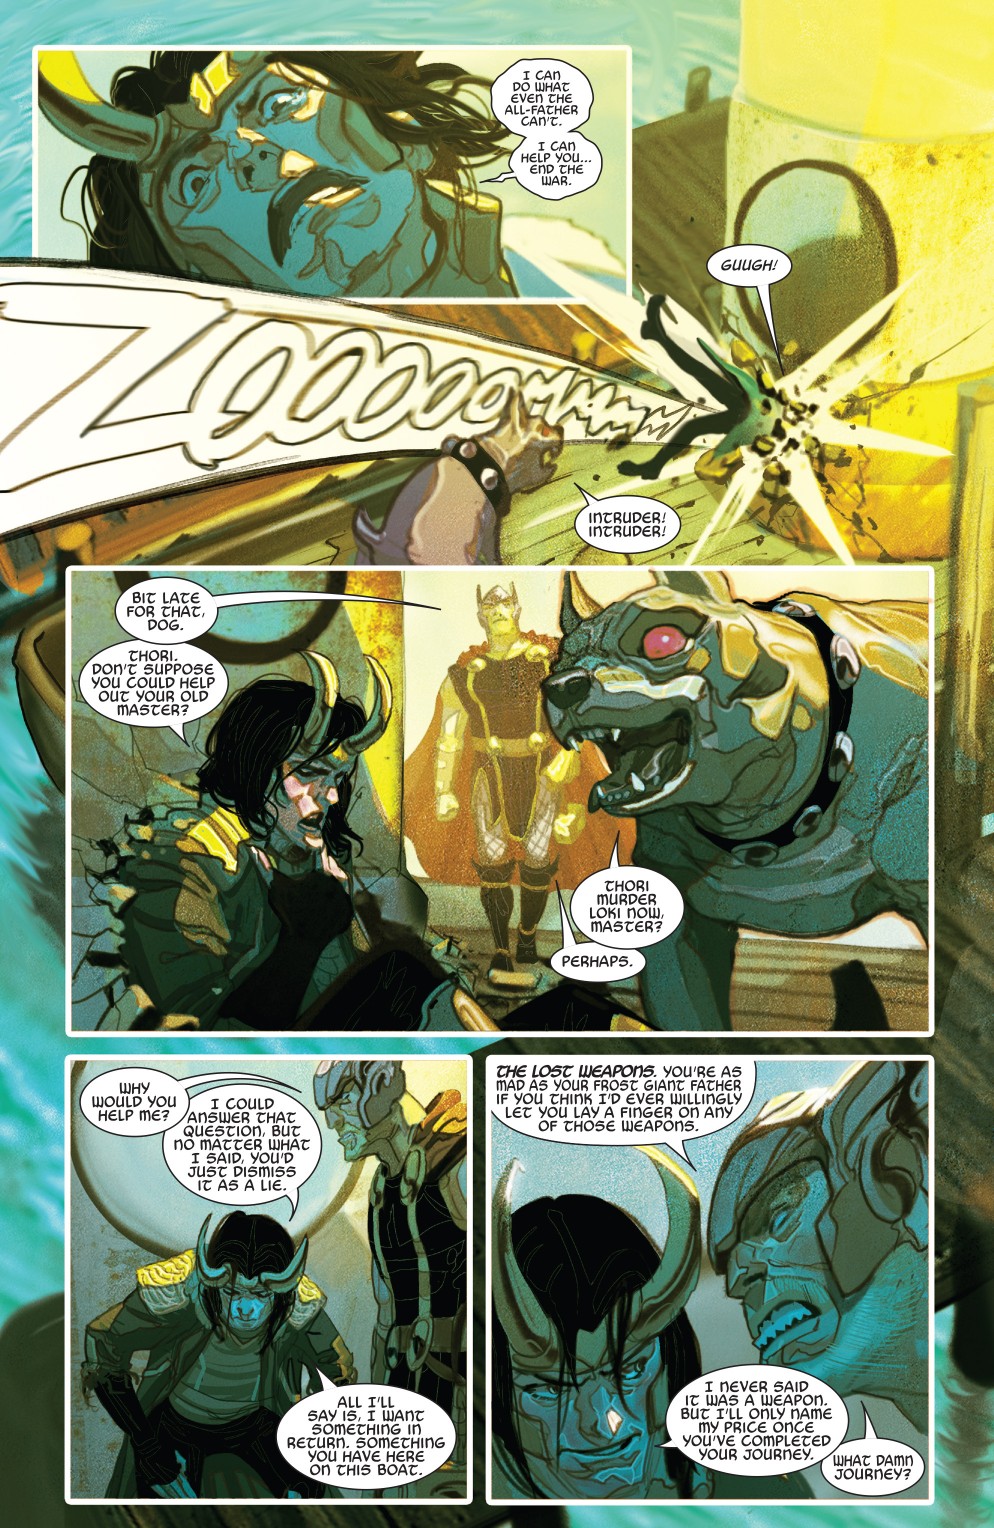 I CAN
DO WHAT
EVEN THE
ALL-FATHER
CAN'T.
I CAN
HELP YOU...
END THE
WAR.
GUUGH!
ZOOOOOMMMMMM
INTRUDER!
INTRUDER!
BIT LATE
FOR THAT,
DOG.
THORI.
DON'T SUPPOSE
YOU COULD HELP
OUT YOUR OLD
MASTER?
THORI
MURDER
LOKI NOW,
MASTER?
PERHAPS.
WHY
WOULD YOU
HELP ME?
I COULD
ANSWER THAT
QUESTION, BUT
NO MATTER WHAT
I SAID, YOU'D
JUST DISMISS
IT AS A LIE.
ALL I'LL
SAY IS, I WANT
SOMETHING IN
RETURN. SOMETHING
YOU HAVE HERE
ON THIS BOAT.
THE LOST WEAPONS. YOU'RE AS
MAD AS YOUR FROST GIANT FATHER
IF YOU THINK I'D EVER WILLINGLY
LET YOU LAY A FINGER ON ANY
OF THOSE WEAPONS.
I NEVER SAID
IT WAS A WEAPON.
BUT I'LL ONLY NAME
MY PRICE ONCE
YOU'VE COMPLETED
YOUR JOURNEY.
WHAT DAMN
JOURNEY?